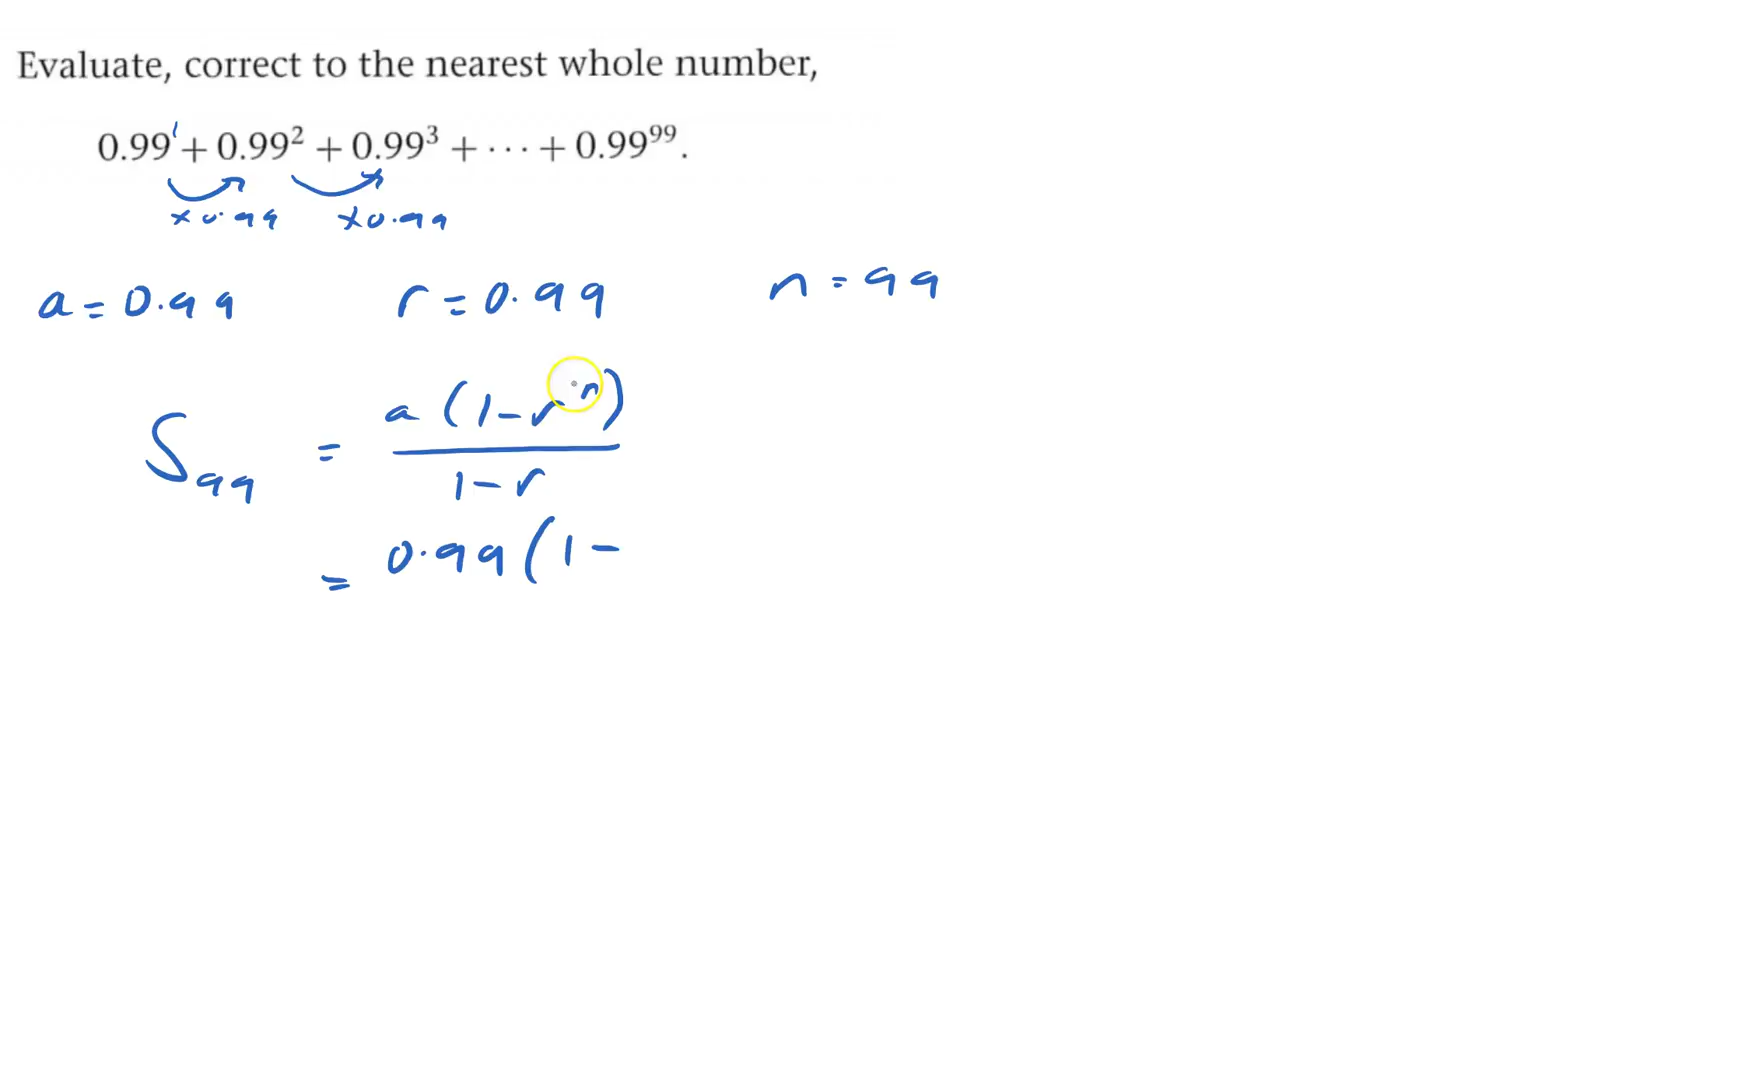 Evaluate, correct to the nearest whole number,
0.99¹ + 0.99² + 0.99³ + ⋯ + 0.99⁹⁹.
×0.99 ×0.99
a = 0.99 r = 0.99 n = 99
S₉₉ = a(1-rⁿ)
1-r
= 0.99(1-